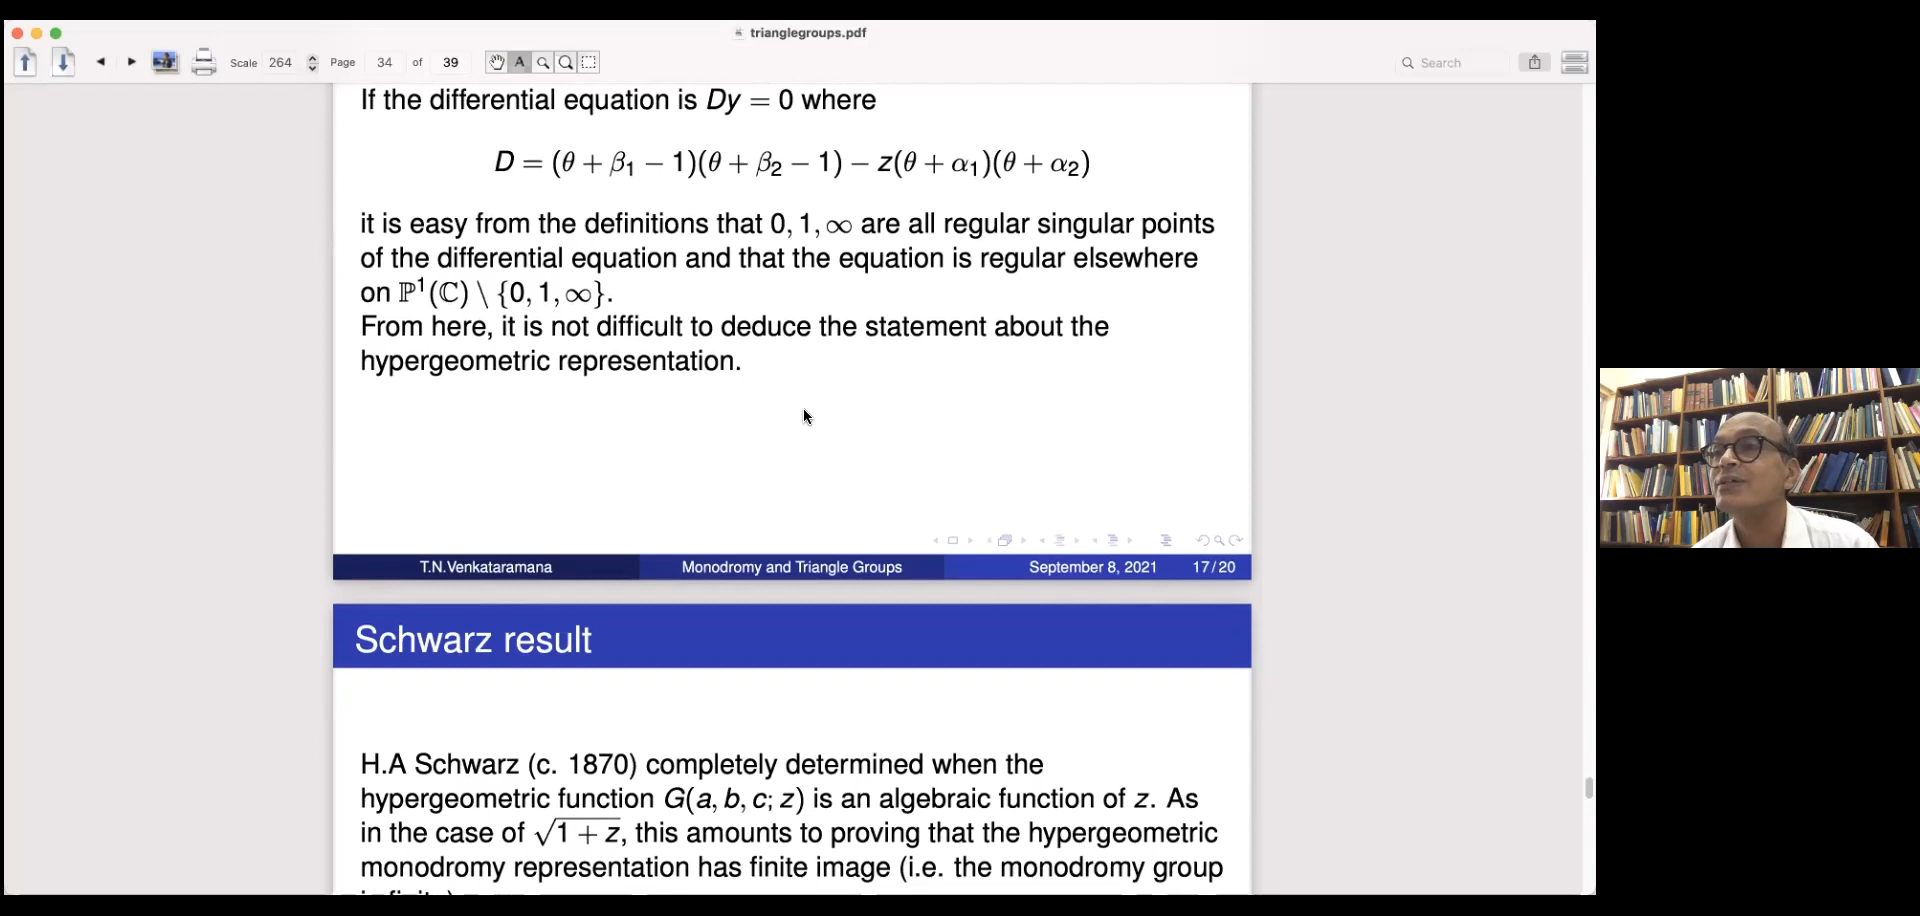 trianglegroups.pdf
Scale 264 Page 34 of 39 A Search
If the differential equation is Dy = 0 where
D = (θ + β₁ − 1)(θ + β₂ − 1) − z(θ + α₁)(θ + α₂)
it is easy from the definitions that 0, 1, ∞ are all regular singular points
of the differential equation and that the equation is regular elsewhere
on ℙ¹(ℂ) \ {0, 1, ∞}.
From here, it is not difficult to deduce the statement about the
hypergeometric representation.
T.N.Venkataramana Monodromy and Triangle Groups September 8, 2021 17/20
Schwarz result
H.A Schwarz (c. 1870) completely determined when the
hypergeometric function G(a, b, c; z) is an algebraic function of z. As
in the case of √(1 + z), this amounts to proving that the hypergeometric
monodromy representation has finite image (i.e. the monodromy group